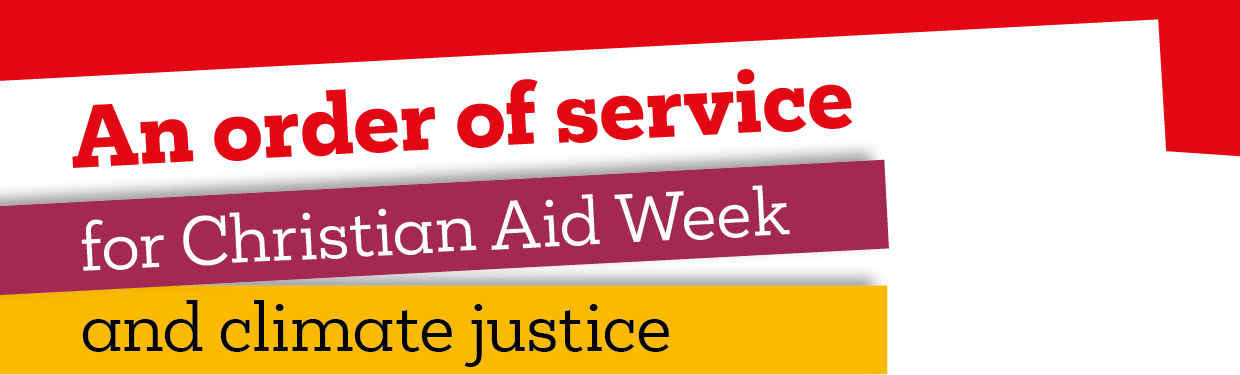 An order of service
for Christian Aid Week
and climate justice